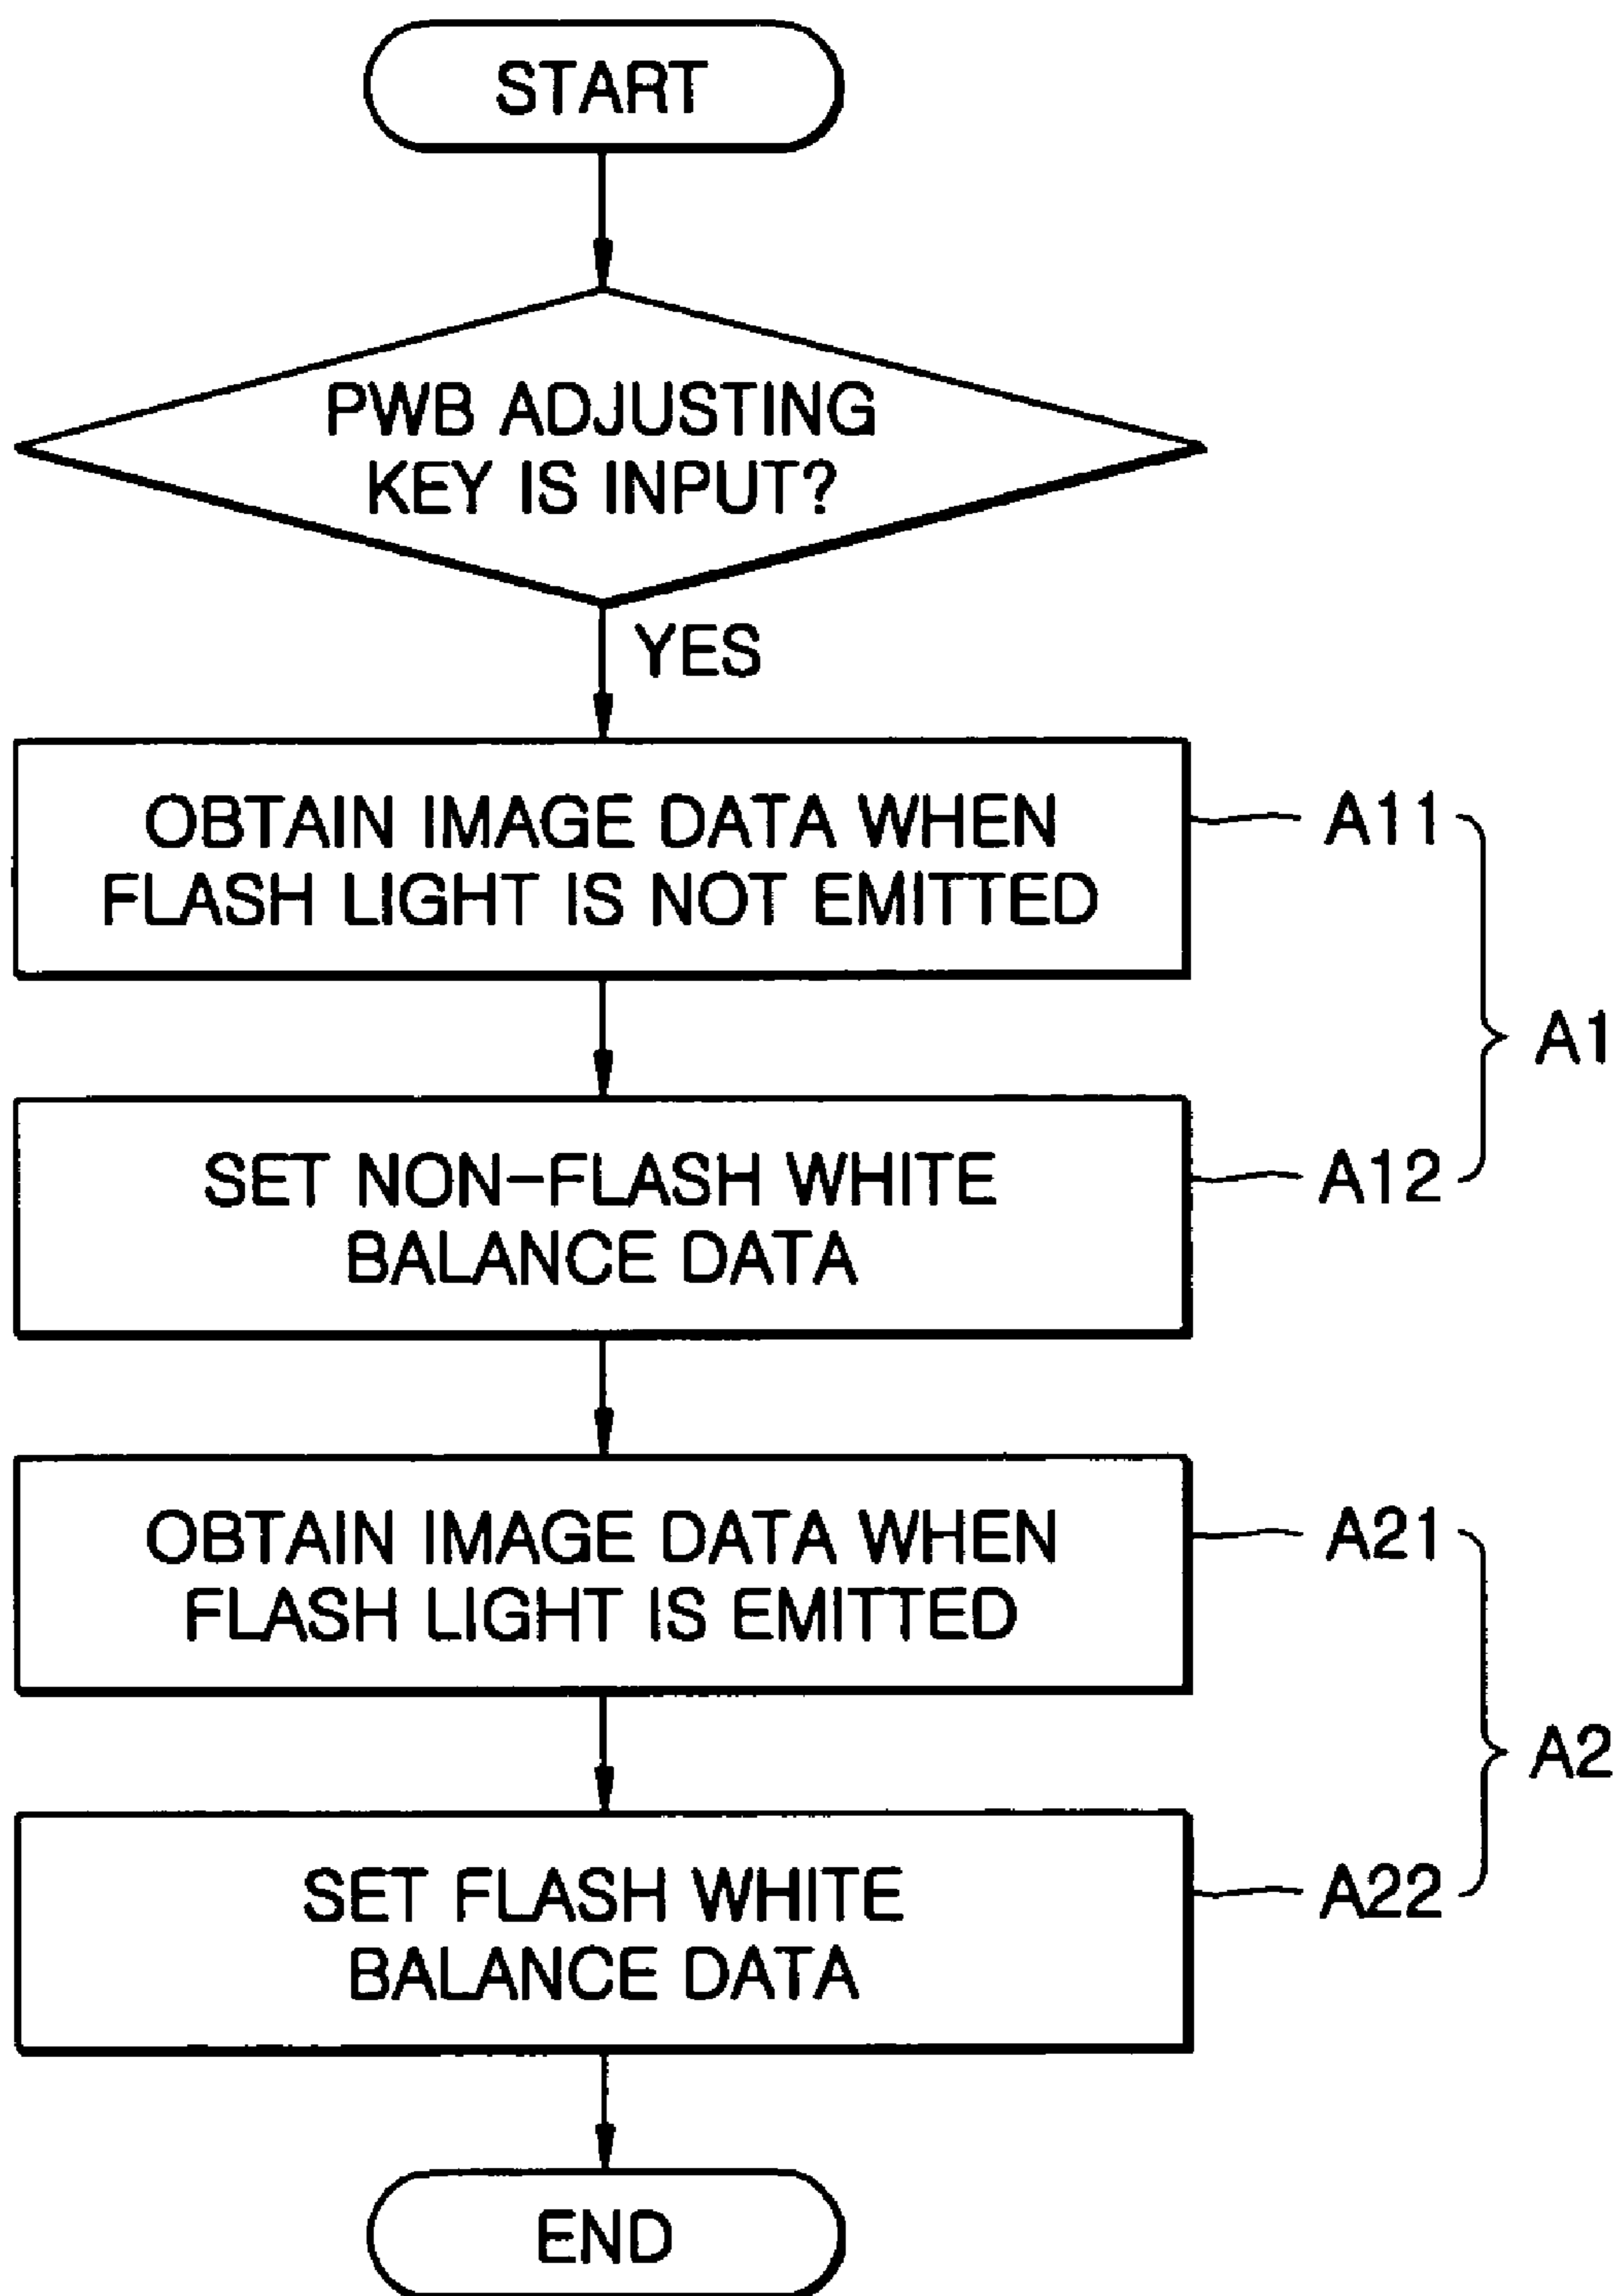 START
PWB ADJUSTING
KEY IS INPUT?
YES
OBTAIN IMAGE DATA WHEN
FLASH LIGHT IS NOT EMITTED
A11
A1
SET NON-FLASH WHITE
BALANCE DATA
A12
OBTAIN IMAGE DATA WHEN
FLASH LIGHT IS EMITTED
A21
A2
SET FLASH WHITE
BALANCE DATA
A22
END